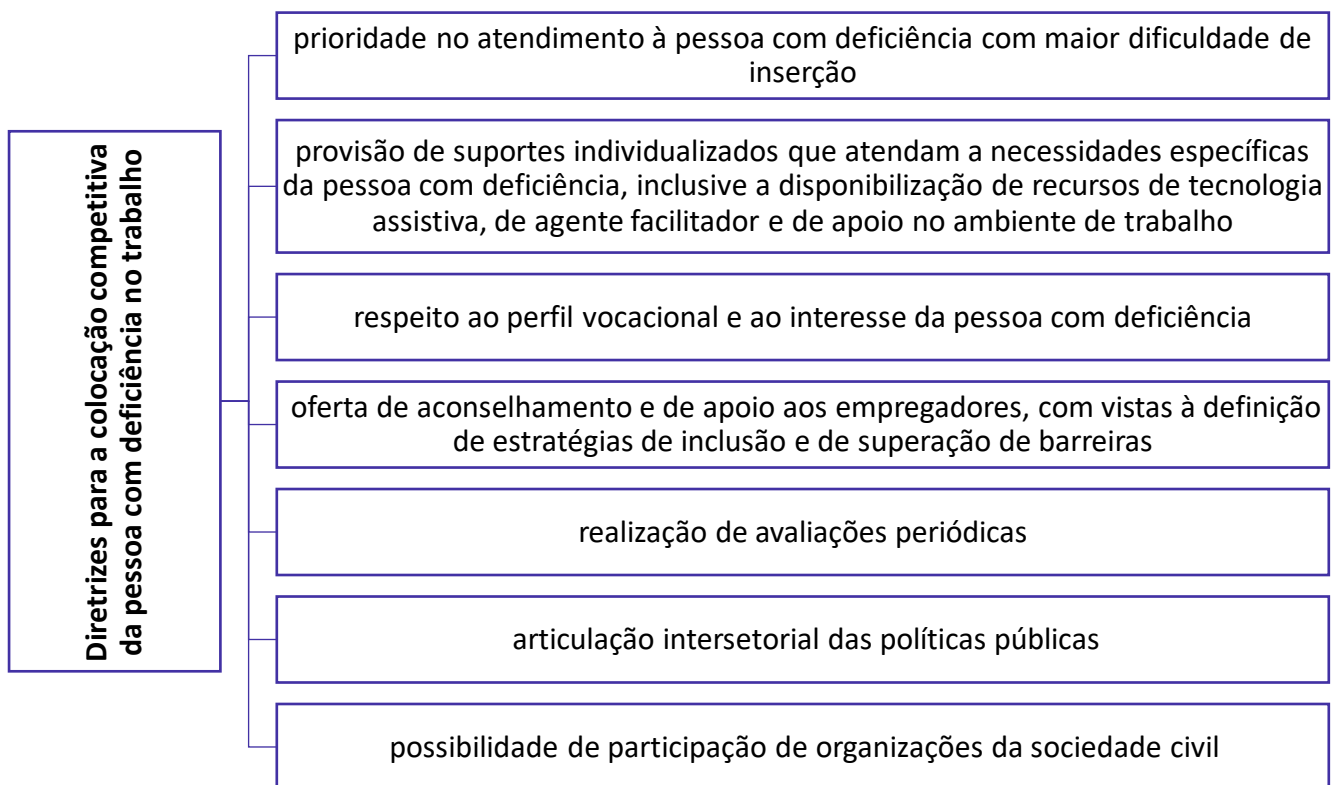 Diretrizes para a colocação competitiva
da pessoa com deficiência no trabalho
prioridade no atendimento à pessoa com deficiência com maior dificuldade de
inserção
provisão de suportes individualizados que atendam a necessidades específicas
da pessoa com deficiência, inclusive a disponibilização de recursos de tecnologia
assistiva, de agente facilitador e de apoio no ambiente de trabalho
respeito ao perfil vocacional e ao interesse da pessoa com deficiência
oferta de aconselhamento e de apoio aos empregadores, com vistas à definição
de estratégias de inclusão e de superação de barreiras
realização de avaliações periódicas
articulação intersetorial das políticas públicas
possibilidade de participação de organizações da sociedade civil